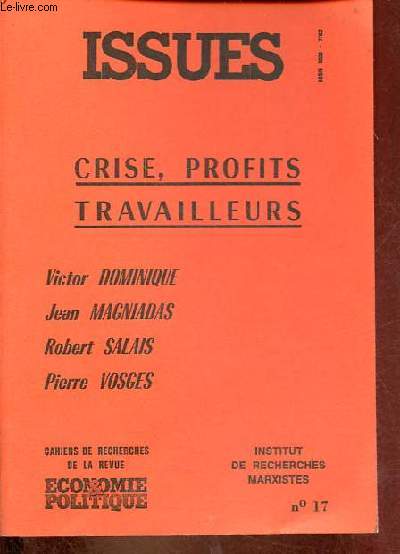 Le-livre.com
ISSUES
CRISE, PROFITS
TRAVAILLEURS
Victor DOMINIQUE
Jean MAGNIADAS
Robert SALAIS
Pierre VOSGES
CAHIERS DE RECHERCHES
DE LA REVUE
ECONOMIE
POLITIQUE
INSTITUT
DE RECHERCHES
MARXISTES
nº 17